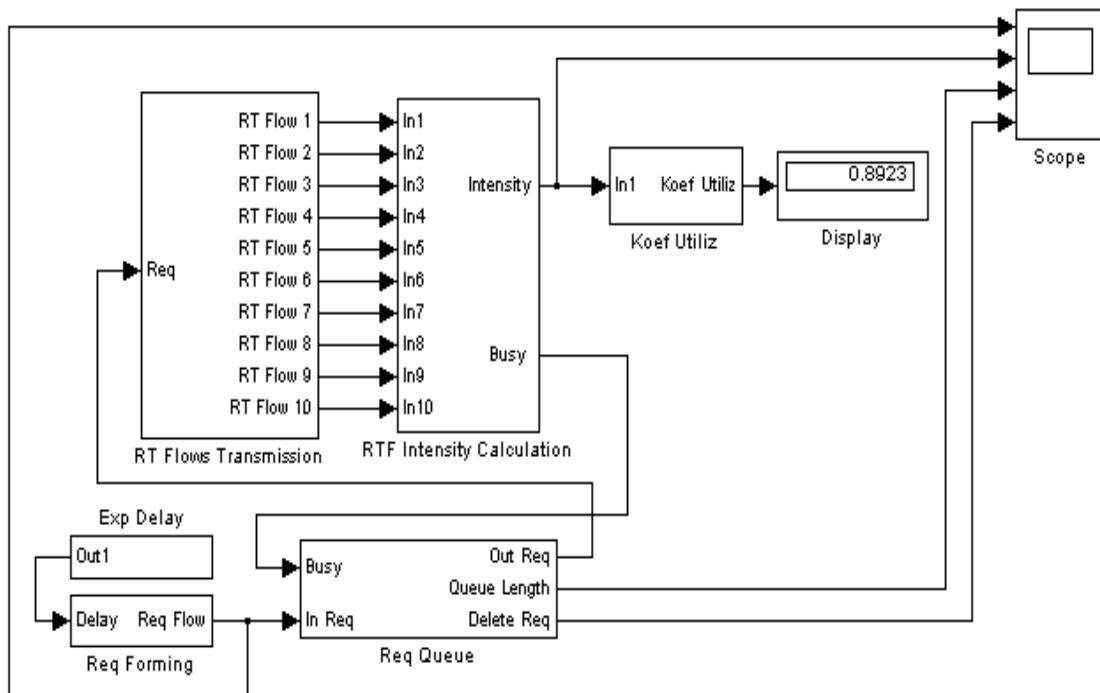 RT Flow 1
RT Flow 2
RT Flow 3
RT Flow 4
RT Flow 5
RT Flow 6
RT Flow 7
RT Flow 8
RT Flow 9
RT Flow 10
Req
RT Flows Transmission
In1
In2
In3
In4
In5
In6
In7
In8
In9
In10
Intensity
Busy
RTF Intensity Calculation
In1 Koef Utiliz
Koef Utiliz
0.8923
Display
Scope
Exp Delay
Out1
Delay Req Flow
Req Forming
Busy
In Req
Out Req
Queue Length
Delete Req
Req Queue